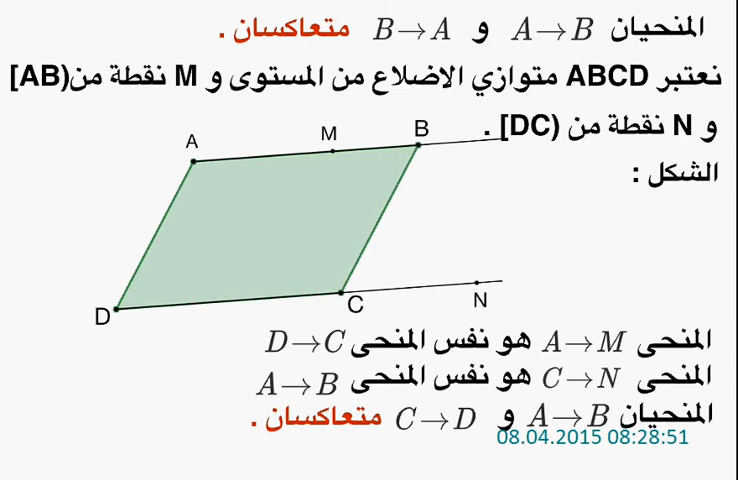 المنحيان A→B و B→A متعاكسان .
نعتبر ABCD متوازي الاضلاع من المستوى و M نقطة من [AB)
و N نقطة من [DC) .
A M B
الشكل :
D C N
المنحى A→M هو نفس المنحى D→C
المنحى C→N هو نفس المنحى A→B
المنحيان A→B و C→D متعاكسان .
08.04.2015 08:28:51